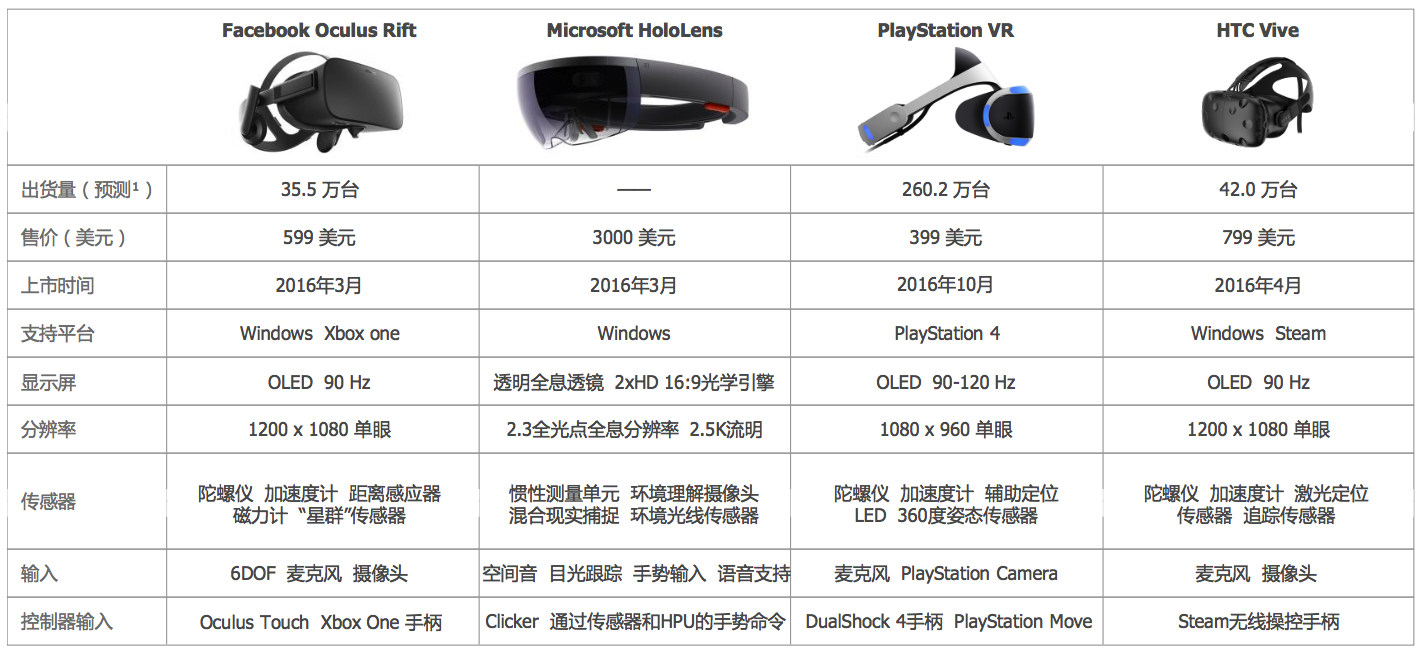 Facebook Oculus Rift Microsoft HoloLens PlayStation VR HTC Vive
出货量（预测¹） 35.5 万台 —— 260.2 万台 42.0 万台
售价（美元） 599 美元 3000 美元 399 美元 799 美元
上市时间 2016年3月 2016年3月 2016年10月 2016年4月
支持平台 Windows Xbox one Windows PlayStation 4 Windows Steam
显示屏 OLED 90 Hz 透明全息透镜 2xHD 16:9光学引擎 OLED 90-120 Hz OLED 90 Hz
分辨率 1200 x 1080 单眼 2.3全光点全息分辨率 2.5K流明 1080 x 960 单眼 1200 x 1080 单眼
传感器
陀螺仪 加速度计 距离感应器 惯性测量单元 环境理解摄像头 陀螺仪 加速度计 辅助定位 陀螺仪 加速度计 激光定位
磁力计 “星群”传感器 混合现实捕捉 环境光线传感器 LED 360度姿态传感器 传感器 追踪传感器
输入 6DOF 麦克风 摄像头 空间音 目光跟踪 手势输入 语音支持 麦克风 PlayStation Camera 麦克风 摄像头
控制器输入 Oculus Touch Xbox One 手柄 Clicker 通过传感器和HPU的手势命令 DualShock 4手柄 PlayStation Move Steam无线操控手柄